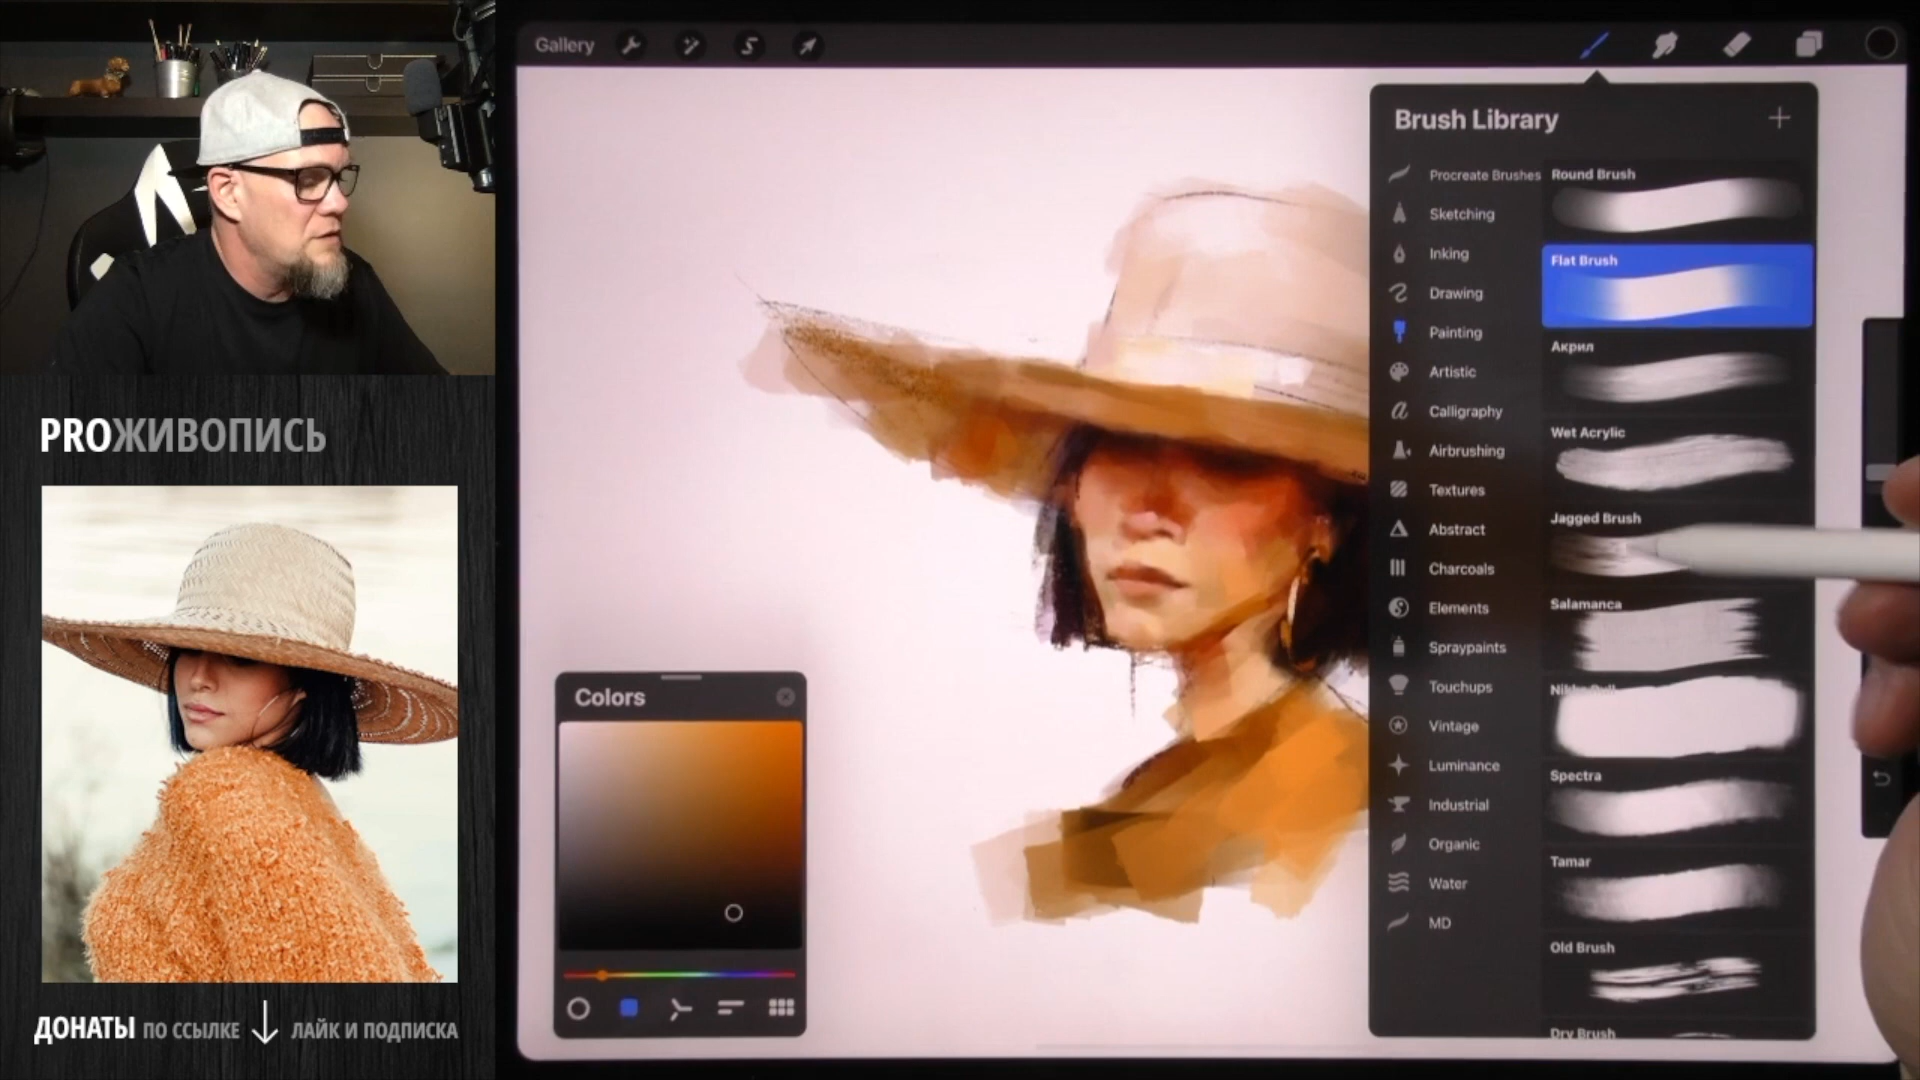 Gallery
PROЖИВОПИСЬ
ДОНАТЫ ПО ССЫЛКЕ ↓ ЛАЙК И ПОДПИСКА
Colors
Brush Library
Procreate Brushes
Sketching
Inking
Drawing
Painting
Artistic
Calligraphy
Airbrushing
Textures
Abstract
Charcoals
Elements
Spraypaints
Touchups
Vintage
Luminance
Industrial
Organic
Water
MD
Round Brush
Flat Brush
Акрил
Wet Acrylic
Jagged Brush
Salamanca
Spectra
Tamar
Old Brush
Dry Brush